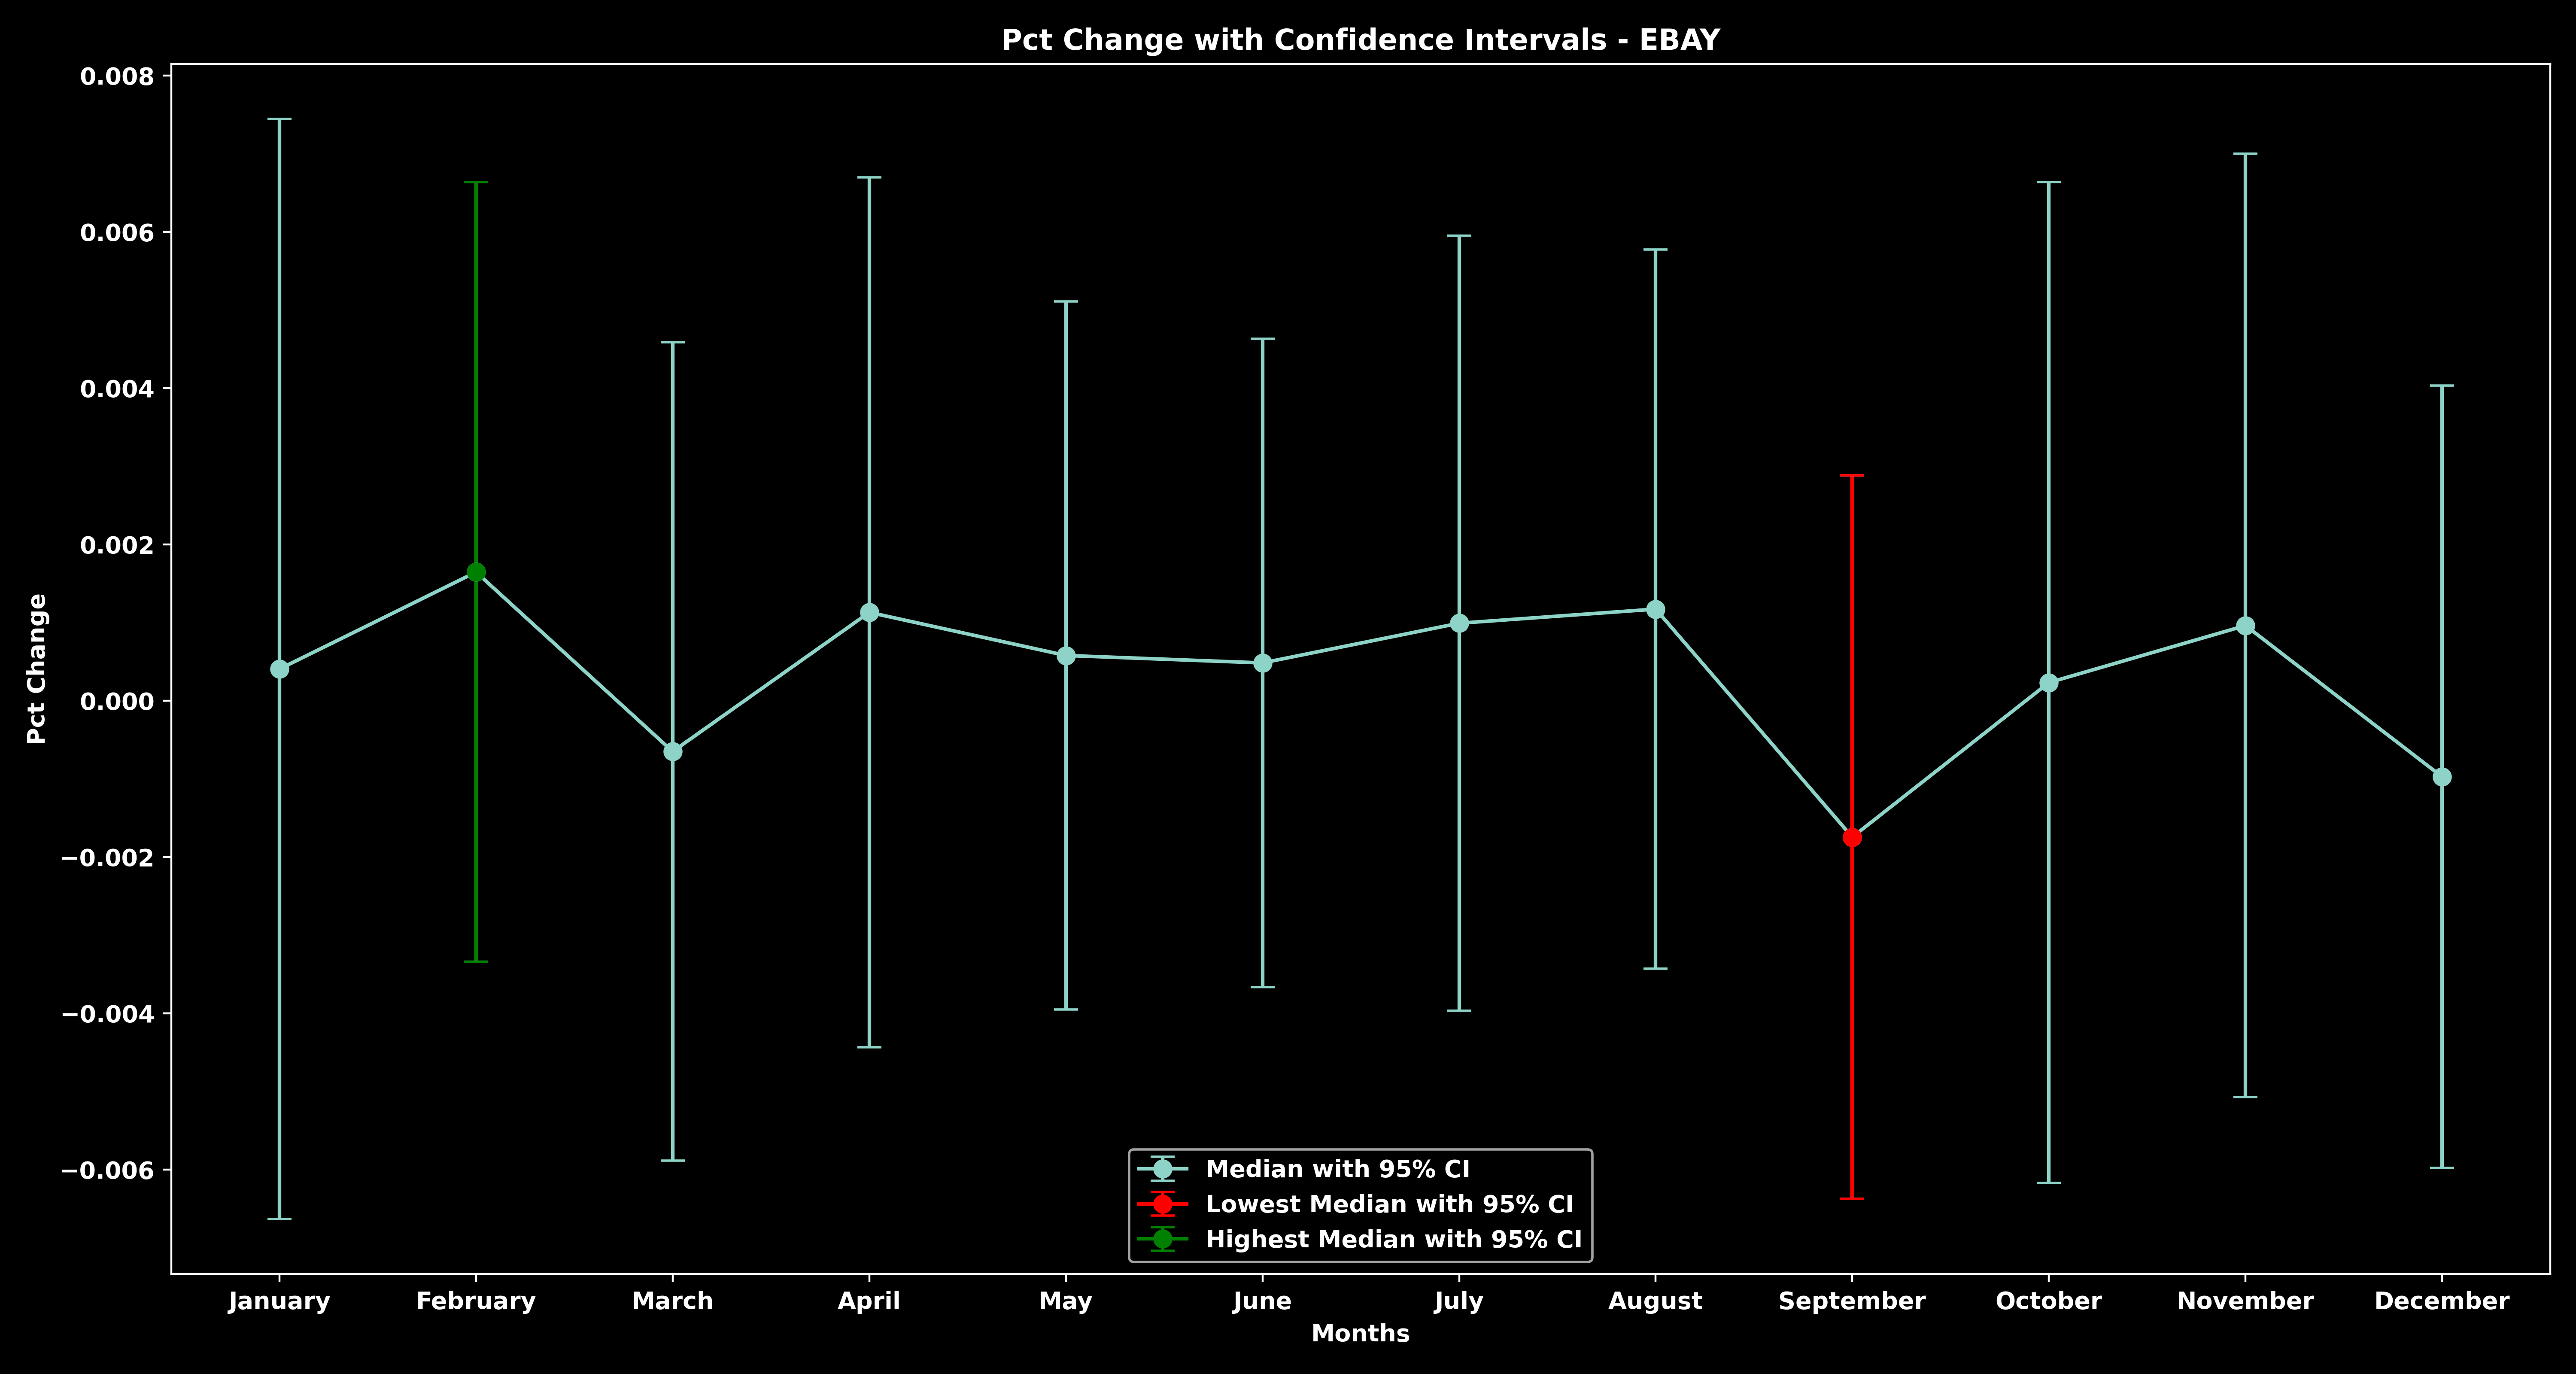 Pct Change with Confidence Intervals - EBAY
0.008
0.006
0.004
0.002
0.000
−0.002
−0.004
−0.006
Pct Change
Median with 95% CI
Lowest Median with 95% CI
Highest Median with 95% CI
January February March April May June July August September October November December
Months